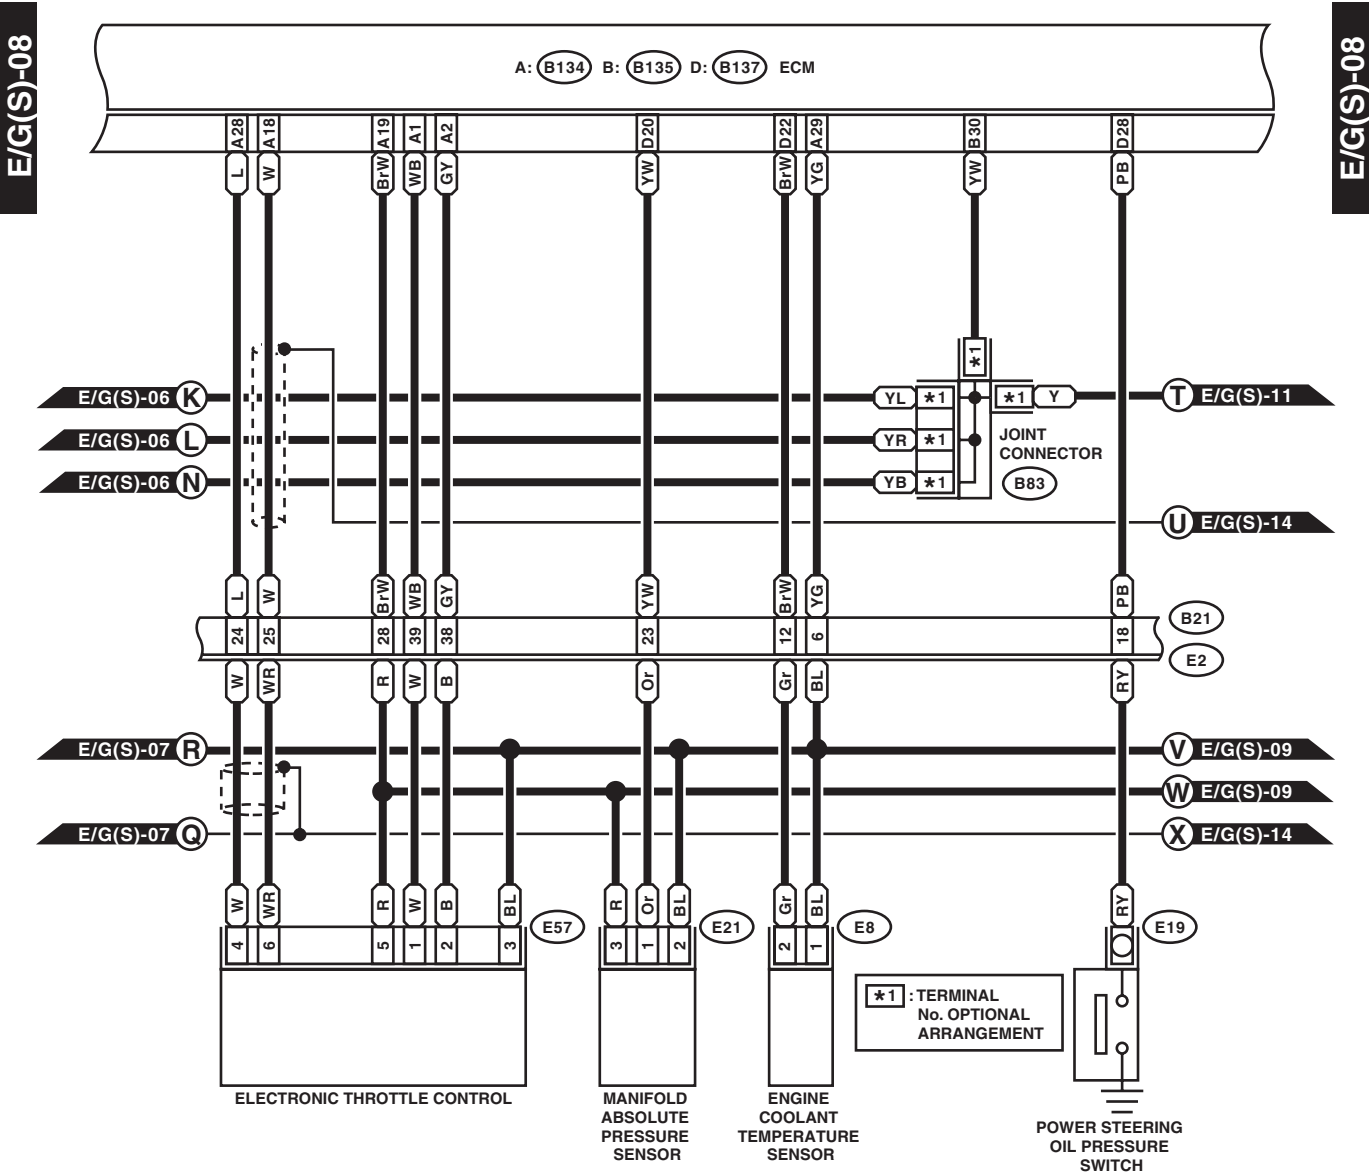 E/G(S)-08
E/G(S)-08
A: B134 B: B135 D: B137 ECM
A28 A18 A19 A1 A2 D20 D22 A29 B30 D28
L W BrW WB GY YW BrW YG YW PB
*1
E/G(S)-06 K YL *1 *1 Y T E/G(S)-11
E/G(S)-06 L YR *1 JOINT
CONNECTOR
E/G(S)-06 N YB *1 B83
U E/G(S)-14
L W BrW WB GY YW BrW YG PB
24 25 28 39 38 23 12 6 18 B21
E2
W WR R W B Or Gr BL RY
E/G(S)-07 R V E/G(S)-09
W E/G(S)-09
E/G(S)-07 Q X E/G(S)-14
W WR R W B BL R Or BL Gr BL RY
E57 E21 E8 E19
4 6 5 1 2 3 3 1 2 2 1
*1 : TERMINAL
No. OPTIONAL
ARRANGEMENT
ELECTRONIC THROTTLE CONTROL
MANIFOLD
ABSOLUTE
PRESSURE
SENSOR
ENGINE
COOLANT
TEMPERATURE
SENSOR
POWER STEERING
OIL PRESSURE
SWITCH